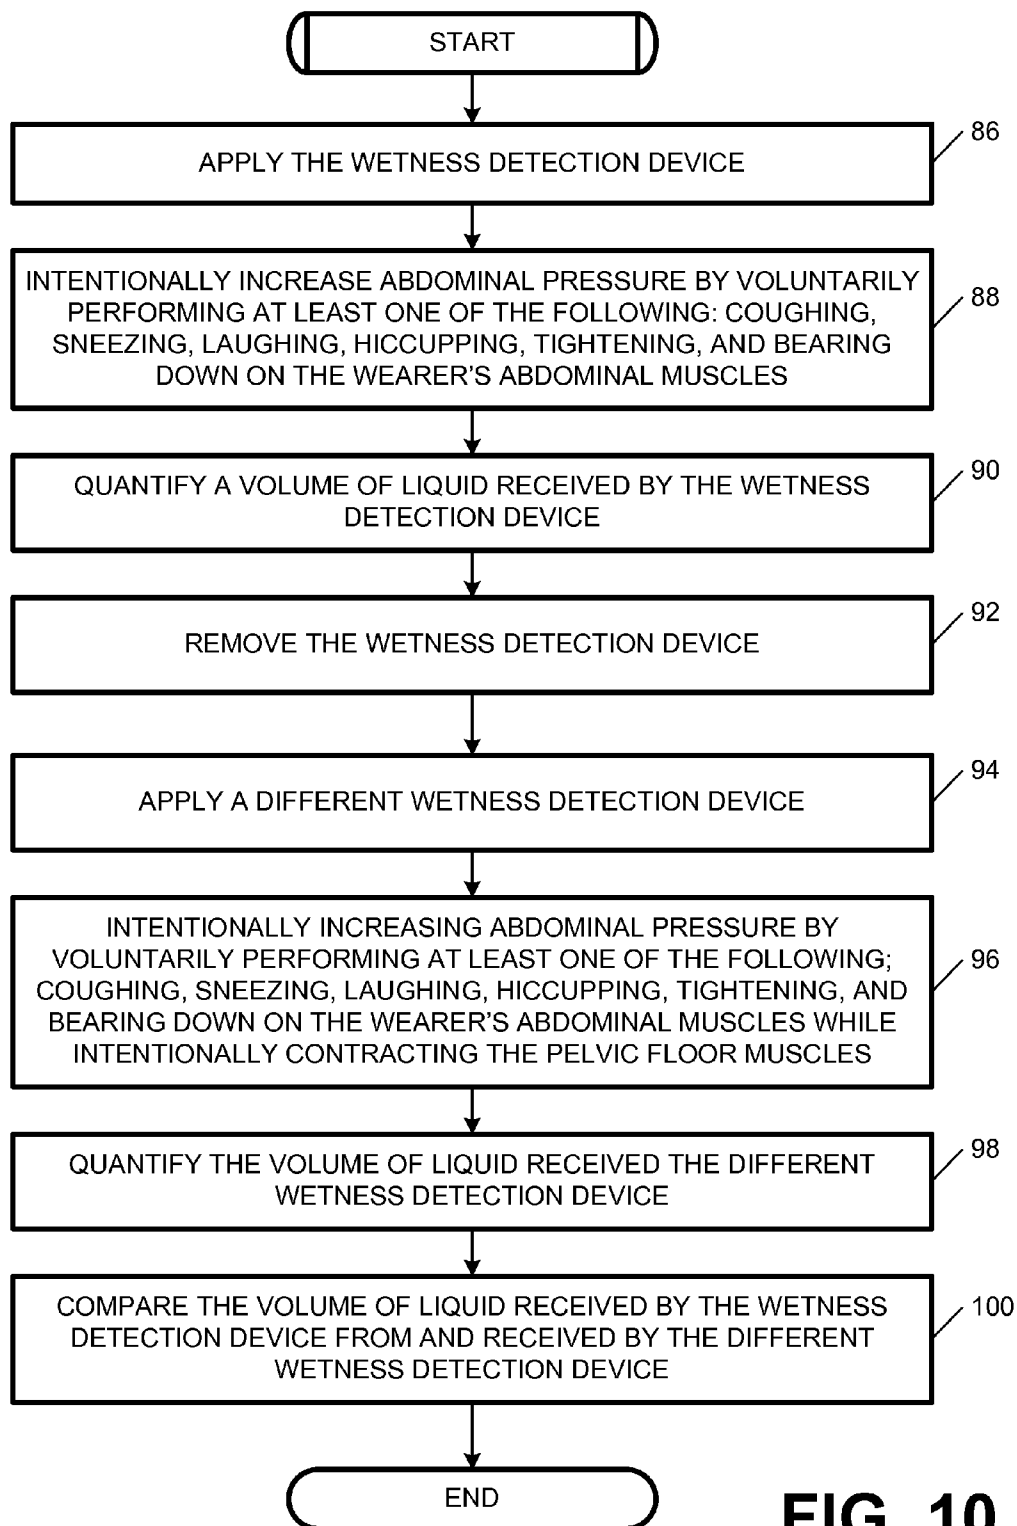 START
86
APPLY THE WETNESS DETECTION DEVICE
INTENTIONALLY INCREASE ABDOMINAL PRESSURE BY VOLUNTARILY
PERFORMING AT LEAST ONE OF THE FOLLOWING: COUGHING,
SNEEZING, LAUGHING, HICCUPPING, TIGHTENING, AND BEARING
DOWN ON THE WEARER'S ABDOMINAL MUSCLES
88
QUANTIFY A VOLUME OF LIQUID RECEIVED BY THE WETNESS
DETECTION DEVICE
90
REMOVE THE WETNESS DETECTION DEVICE
92
APPLY A DIFFERENT WETNESS DETECTION DEVICE
94
INTENTIONALLY INCREASING ABDOMINAL PRESSURE BY
VOLUNTARILY PERFORMING AT LEAST ONE OF THE FOLLOWING;
COUGHING, SNEEZING, LAUGHING, HICCUPPING, TIGHTENING, AND
BEARING DOWN ON THE WEARER'S ABDOMINAL MUSCLES WHILE
INTENTIONALLY CONTRACTING THE PELVIC FLOOR MUSCLES
96
QUANTIFY THE VOLUME OF LIQUID RECEIVED THE DIFFERENT
WETNESS DETECTION DEVICE
98
COMPARE THE VOLUME OF LIQUID RECEIVED BY THE WETNESS
DETECTION DEVICE FROM AND RECEIVED BY THE DIFFERENT
WETNESS DETECTION DEVICE
100
END
FIG. 10